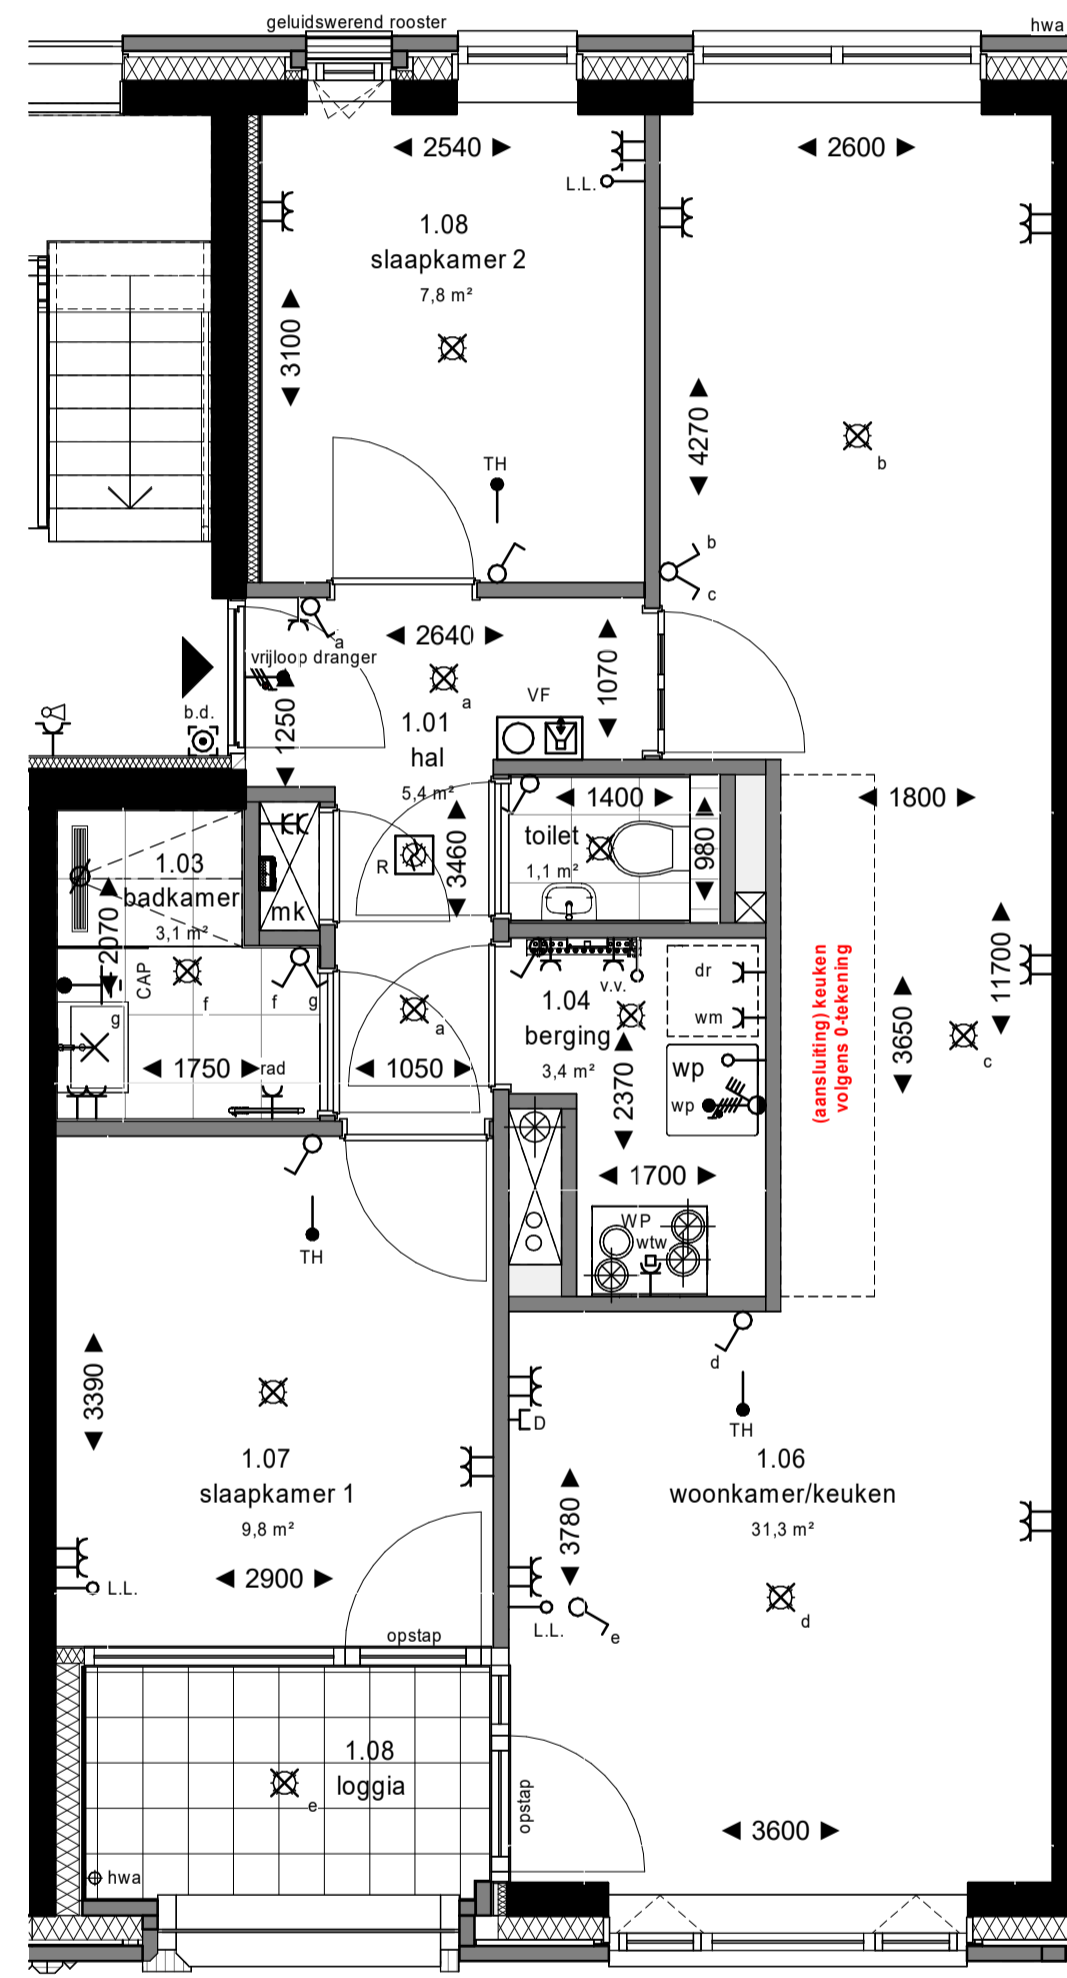 geluidswerend rooster
hwa
2540
2600
L.L.
1.08
slaapkamer 2
7,8 m²
3100
4270
b
TH
b
c
a
2640
vrijloop dranger
1070
a
VF
b.d.
1250
1.01
hal
5,4 m²
1400
1800
3460
toilet
980
1.03
R
1,1 m²
badkamer
mk
3,1 m²
2070
11700
CAP
dr
v.v.
1.04
(aansluiting) keuken
volgens 0-tekening
f
f
g
g
a
wm
3650
berging
c
1750
rad
1050
3,4 m²
wp
2370
wp
1700
WP
wtw
TH
d
3390
D
TH
1.07
slaapkamer 1
9,8 m²
1.06
woonkamer/keuken
31,3 m²
3780
2900
L.L.
L.L.
e
d
opstap
1.08
loggia
e
opstap
3600
hwa